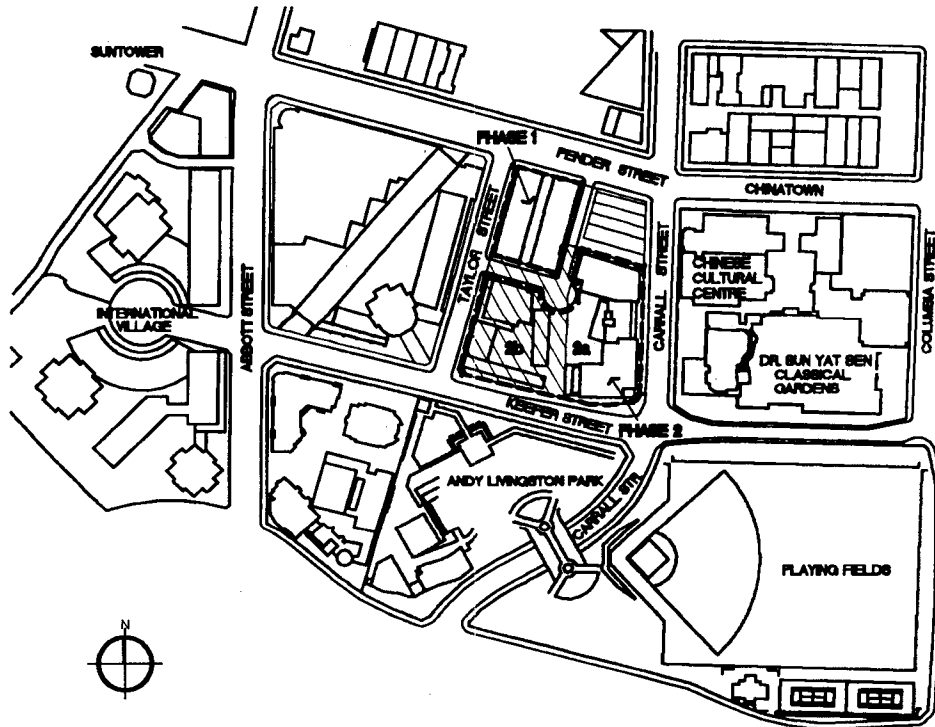 SUNTOWER
PHASE 1
PENDER STREET
CHINATOWN
TAYLOR STREET
CARRALL STREET
COLUMBIA STREET
CHINESE
CULTURAL
CENTRE
INTERNATIONAL
VILLAGE
ABBOTT STREET
2b
2a
DR. SUN YAT SEN
CLASSICAL
GARDENS
KEEFER STREET
PHASE 2
ANDY LIVINGSTON PARK
CARRALL STR
PLAYING FIELDS
N